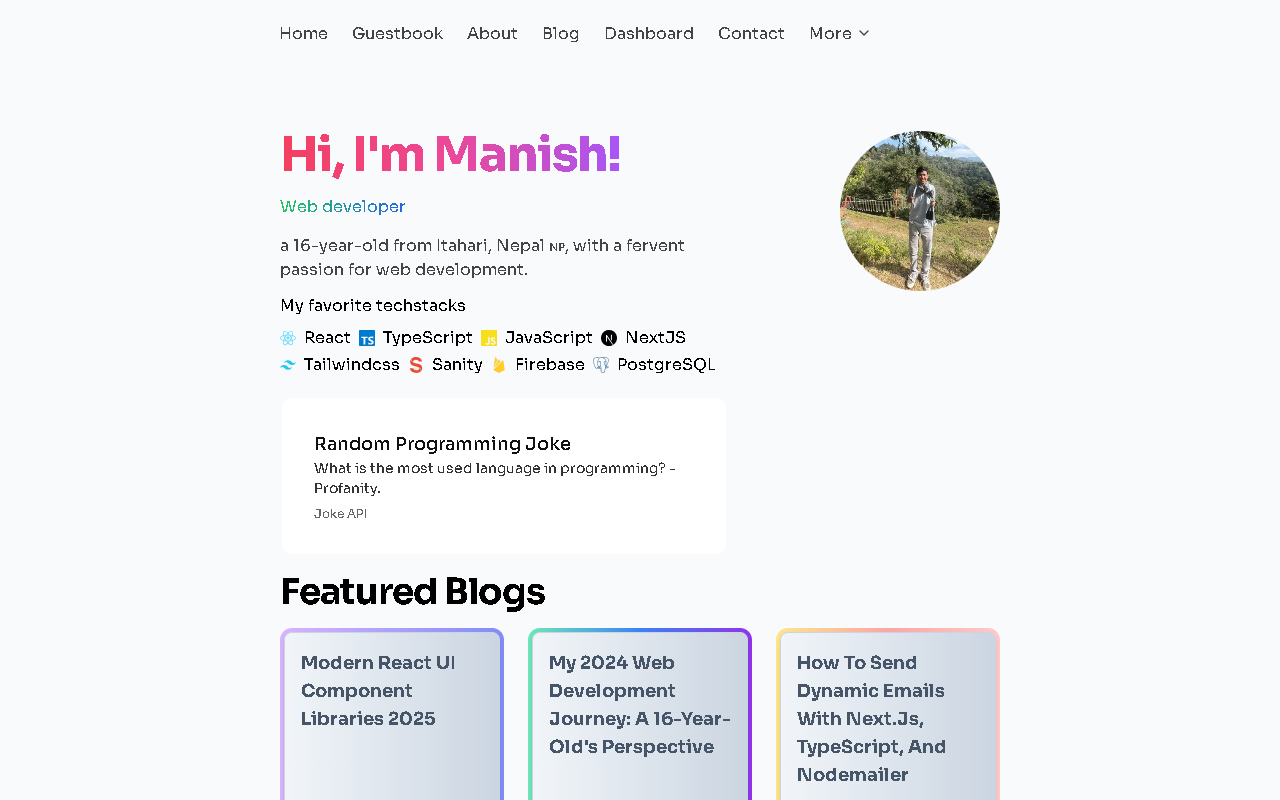 Home Guestbook About Blog Dashboard Contact More
Hi, I'm Manish!
Web developer
a 16-year-old from Itahari, Nepal NP, with a fervent
passion for web development.
My favorite techstacks
React TS TypeScript JS JavaScript N NextJS
Tailwindcss S Sanity Firebase PostgreSQL
Random Programming Joke
What is the most used language in programming? -
Profanity.
Joke API
Featured Blogs
Modern React UI
Component
Libraries 2025
My 2024 Web
Development
Journey: A 16-Year-
Old's Perspective
How To Send
Dynamic Emails
With Next.Js,
TypeScript, And
Nodemailer